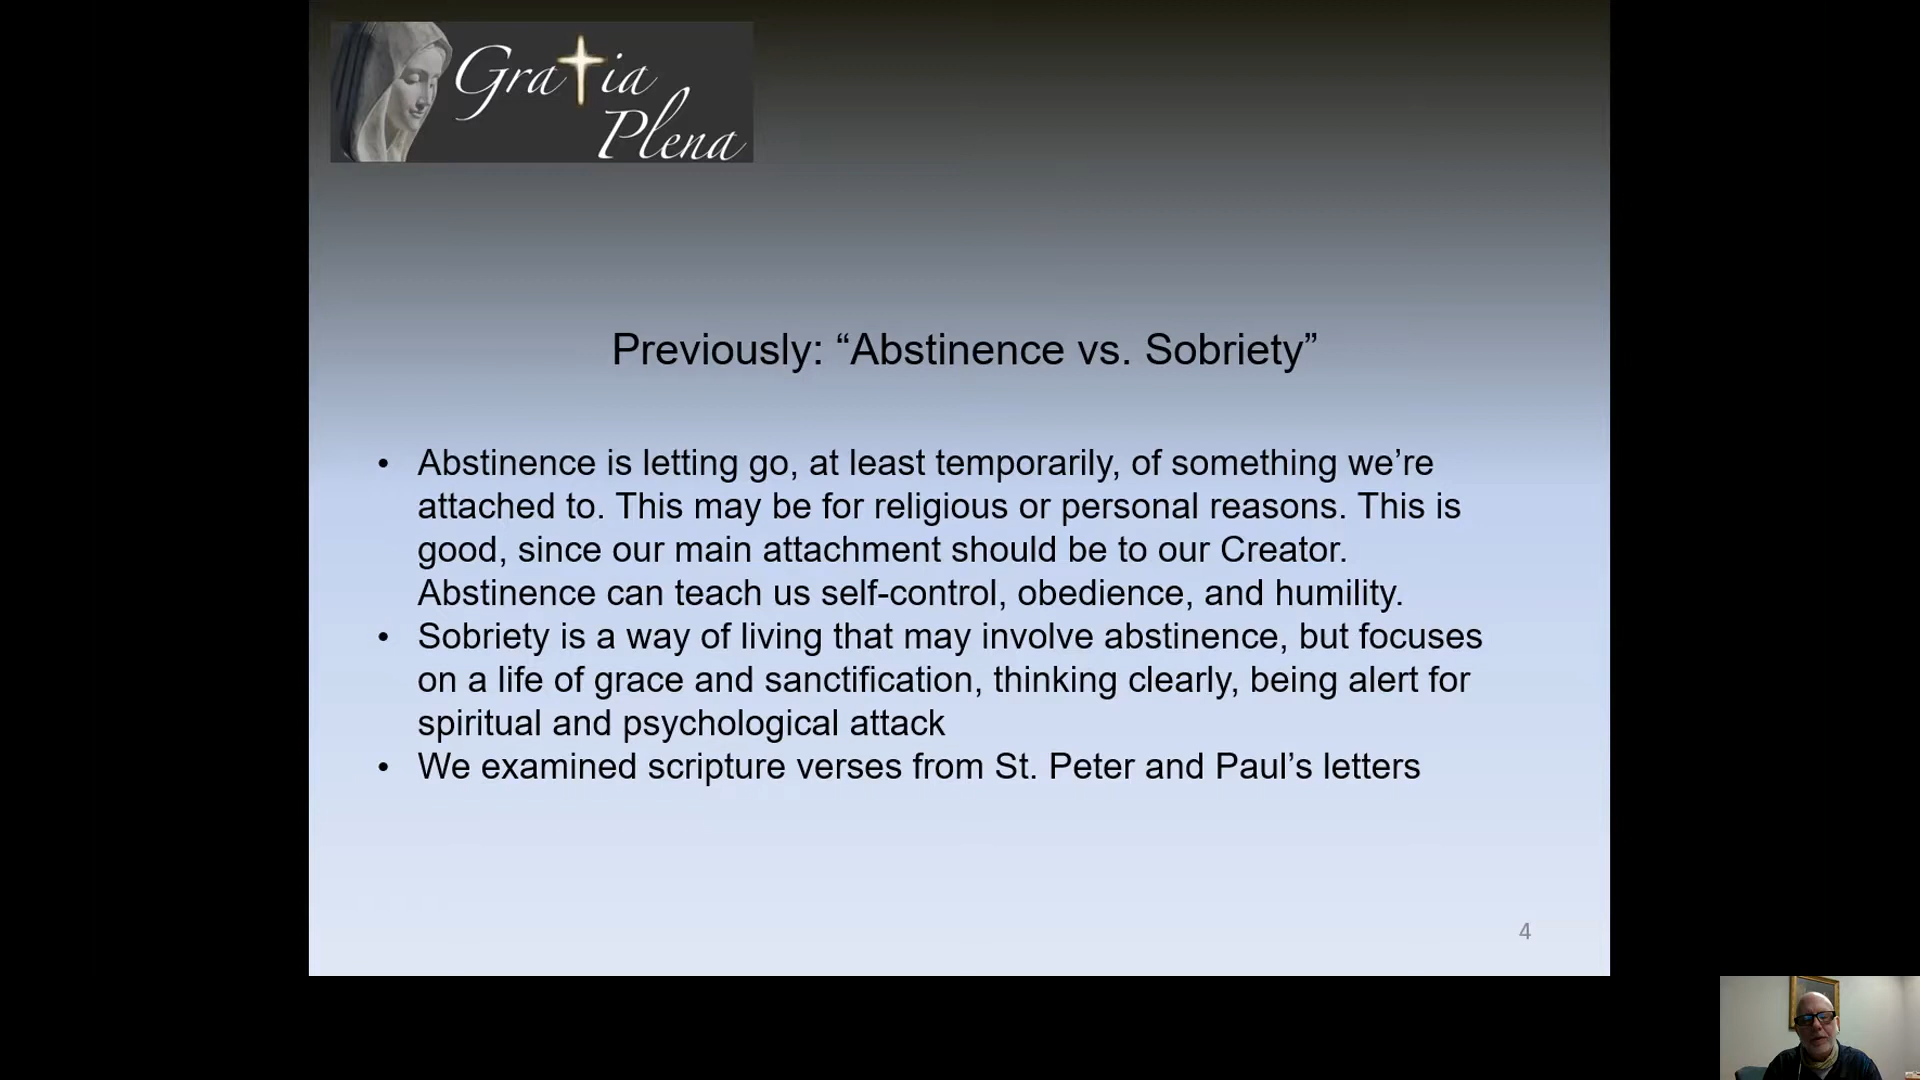 Gratia
Plena
Previously: “Abstinence vs. Sobriety”
• Abstinence is letting go, at least temporarily, of something we’re
attached to. This may be for religious or personal reasons. This is
good, since our main attachment should be to our Creator.
Abstinence can teach us self-control, obedience, and humility.
• Sobriety is a way of living that may involve abstinence, but focuses
on a life of grace and sanctification, thinking clearly, being alert for
spiritual and psychological attack
• We examined scripture verses from St. Peter and Paul’s letters
4